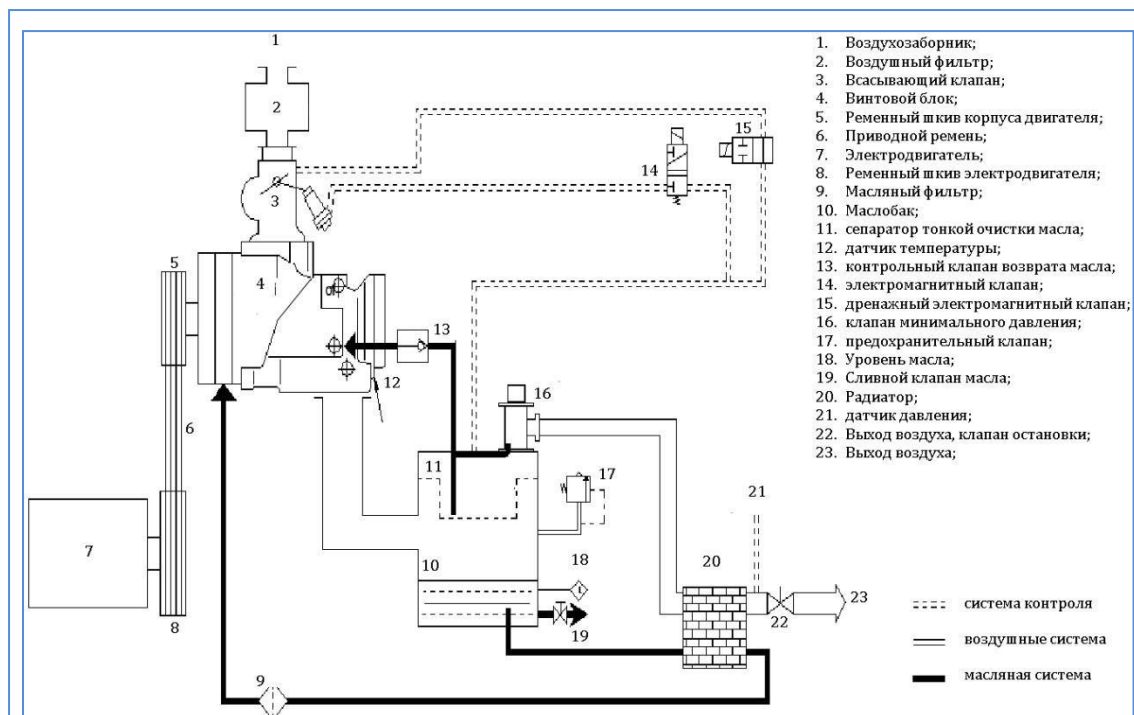 1
2
3
4
5
6
7
8
9
10
11
12
13
14
15
16
17
18
19
20
21
22
23
1. Воздухозаборник;
2. Воздушный фильтр;
3. Всасывающий клапан;
4. Винтовой блок;
5. Ременный шкив корпуса двигателя;
6. Приводной ремень;
7. Электродвигатель;
8. Ременный шкив электродвигателя;
9. Масляный фильтр;
10. Маслобак;
11. сепаратор тонкой очистки масла;
12. датчик температуры;
13. контрольный клапан возврата масла;
14. электромагнитный клапан;
15. дренажный электромагнитный клапан;
16. клапан минимального давления;
17. предохранительный клапан;
18. Уровень масла;
19. Сливной клапан масла;
20. Радиатор;
21. датчик давления;
22. Выход воздуха, клапан остановки;
23. Выход воздуха;
система контроля
воздушные система
масляная система